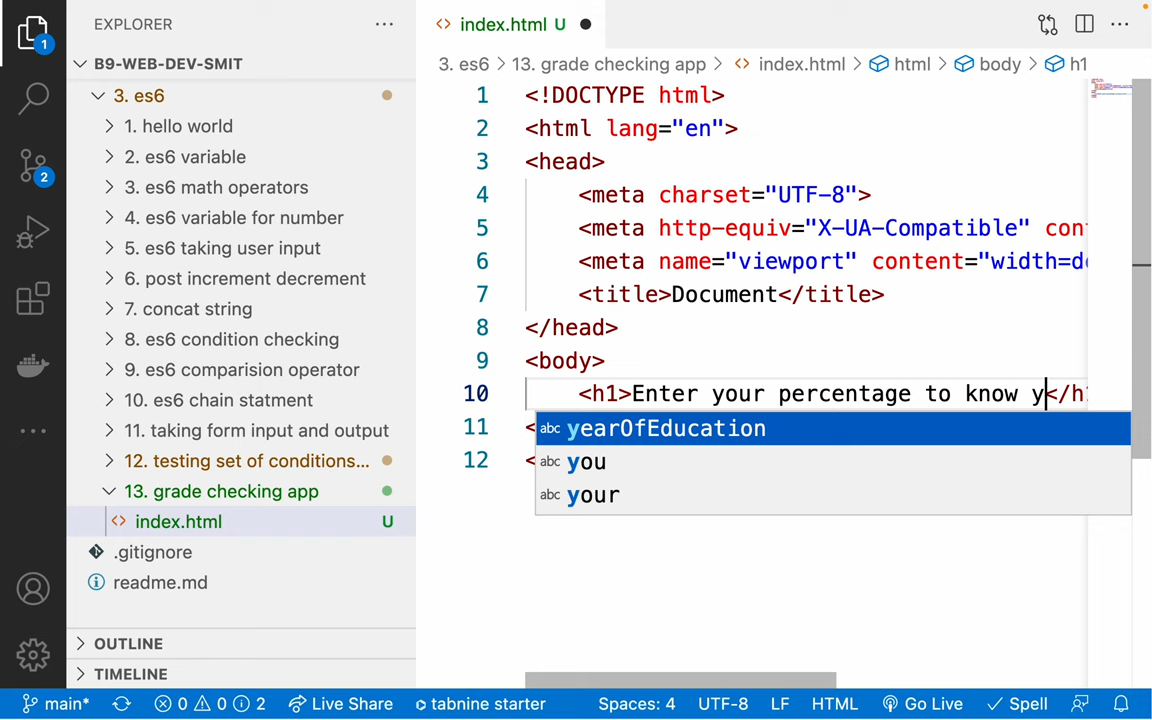 EXPLORER
B9-WEB-DEV-SMIT
3. es6
1. hello world
2. es6 variable
3. es6 math operators
4. es6 variable for number
5. es6 taking user input
6. post increment decrement
7. concat string
8. es6 condition checking
9. es6 comparision operator
10. es6 chain statment
11. taking form input and output
12. testing set of conditions...
13. grade checking app
index.html U
.gitignore
readme.md
OUTLINE
TIMELINE
1
2
index.html U
3. es6 > 13. grade checking app > index.html > html > body > h1
1 <!DOCTYPE html>
2 <html lang="en">
3 <head>
4 <meta charset="UTF-8">
5 <meta http-equiv="X-UA-Compatible" con
6 <meta name="viewport" content="width=de
7 <title>Document</title>
8 </head>
9 <body>
10 <h1>Enter your percentage to know y</h
11 <
12 <
abc yearOfEducation
abc you
abc your
main* 0 0 2 Live Share tabnine starter Spaces: 4 UTF-8 LF HTML Go Live Spell